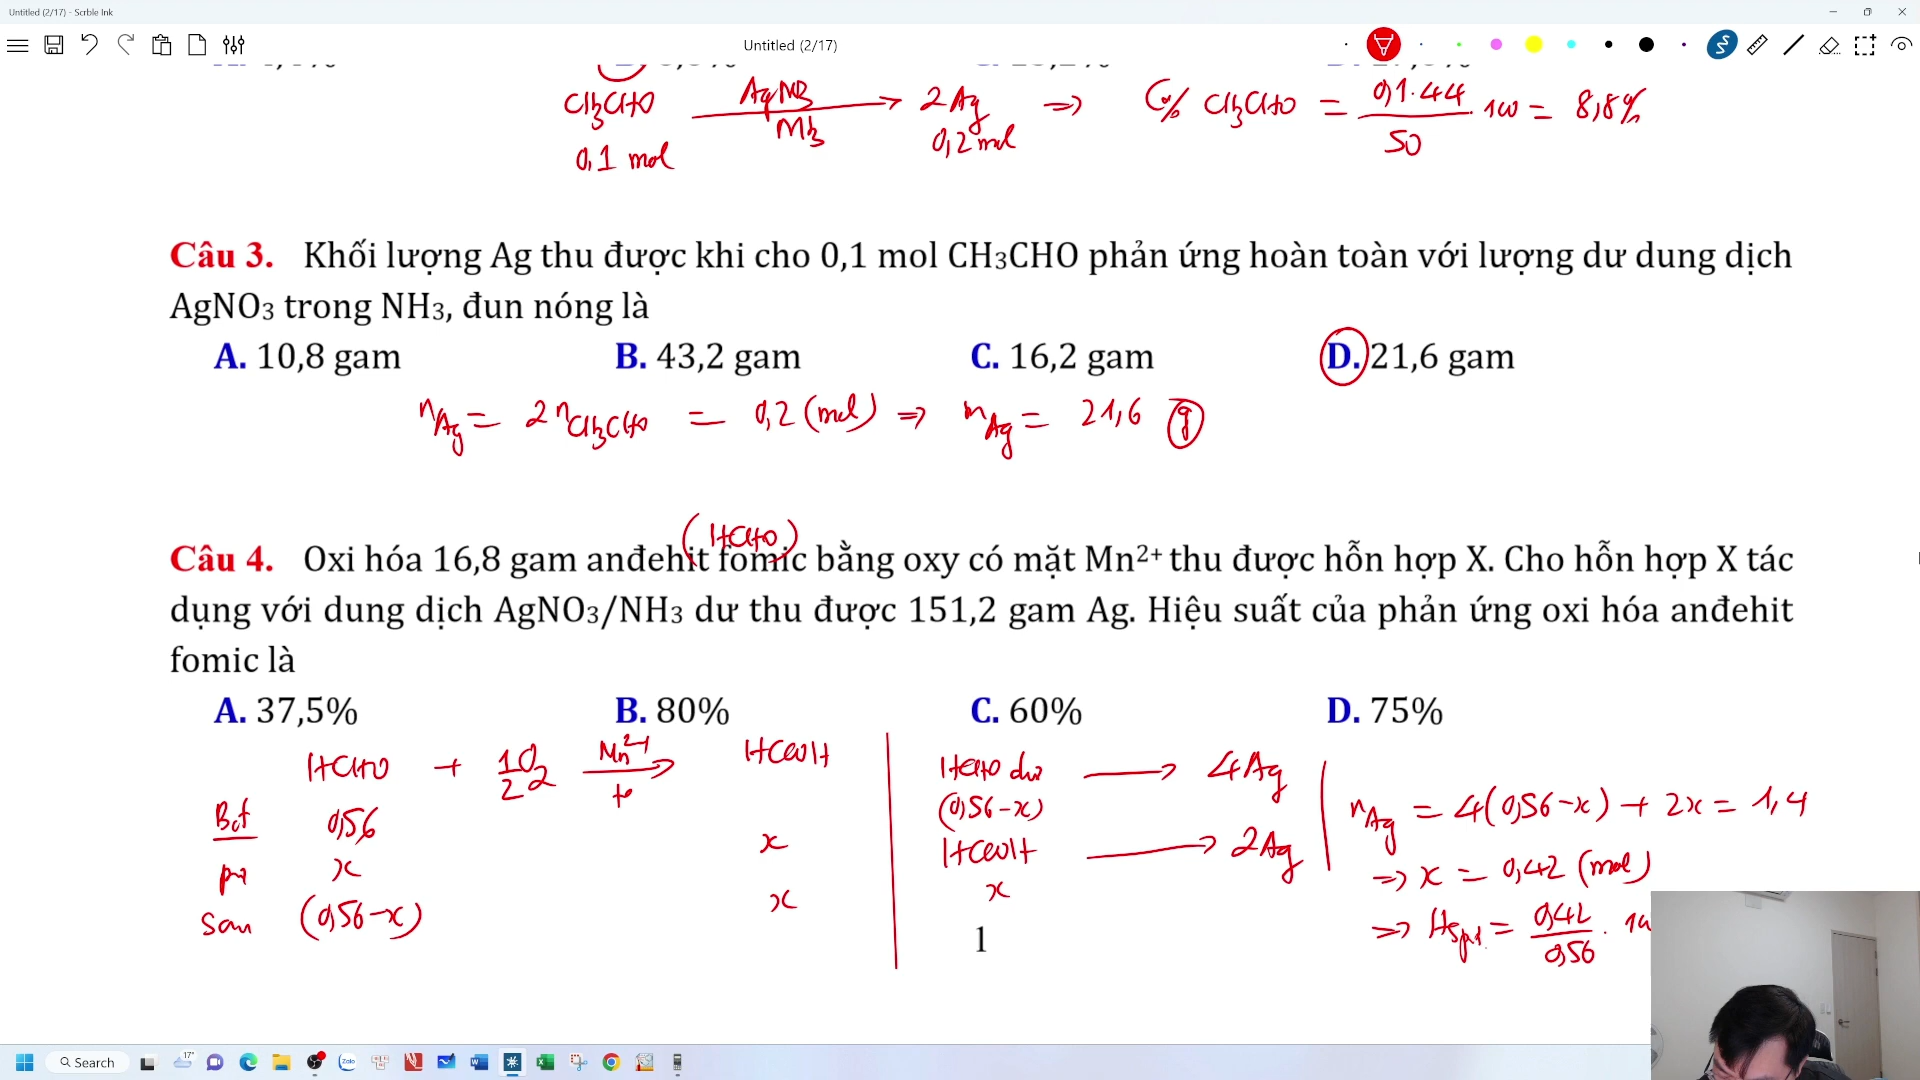 Untitled (2/17) - Scrble Ink
Untitled (2/17)
CH3CHO AgNO3 NH3 2Ag => C% CH3CHO = 0,1.44 / 50 . 100 = 8,8%
0,1 mol 0,2 mol
Câu 3. Khối lượng Ag thu được khi cho 0,1 mol CH3CHO phản ứng hoàn toàn với lượng dư dung dịch
AgNO3 trong NH3, đun nóng là
A. 10,8 gam B. 43,2 gam C. 16,2 gam D. 21,6 gam
nAg = 2nCH3CHO = 0,2 (mol) => mAg = 21,6 g
(HCHO)
Câu 4. Oxi hóa 16,8 gam anđehit fomic bằng oxy có mặt Mn2+ thu được hỗn hợp X. Cho hỗn hợp X tác
dụng với dung dịch AgNO3/NH3 dư thu được 151,2 gam Ag. Hiệu suất của phản ứng oxi hóa anđehit
fomic là
A. 37,5% B. 80% C. 60% D. 75%
HCHO + 1/2 O2 Mn2+ to HCOOH
Bđ 0,56
pư x x
Sau (0,56-x) x
HCHO dư → 4Ag
(0,56-x)
HCOOH → 2Ag
x
1
nAg = 4(0,56-x) + 2x = 1,4
=> x = 0,42 (mol)
=> Hspư = 0,42 / 0,56 . 10
17°
Search
Zalo